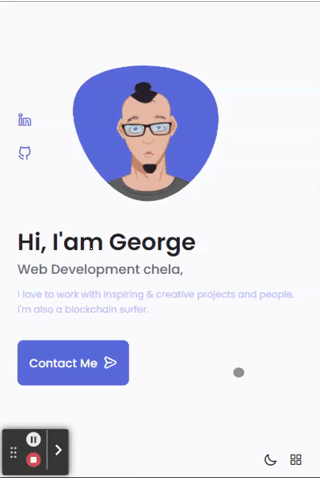 in
Hi, I'am George
Web Development chela,
I love to work with inspiring & creative projects and people.
I'm also a blockchain surfer.
Contact Me